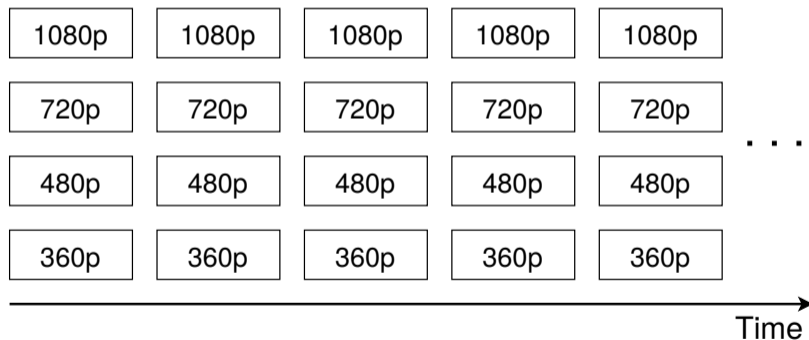 1080p 1080p 1080p 1080p 1080p
720p 720p 720p 720p 720p
. . .
480p 480p 480p 480p 480p
360p 360p 360p 360p 360p
Time